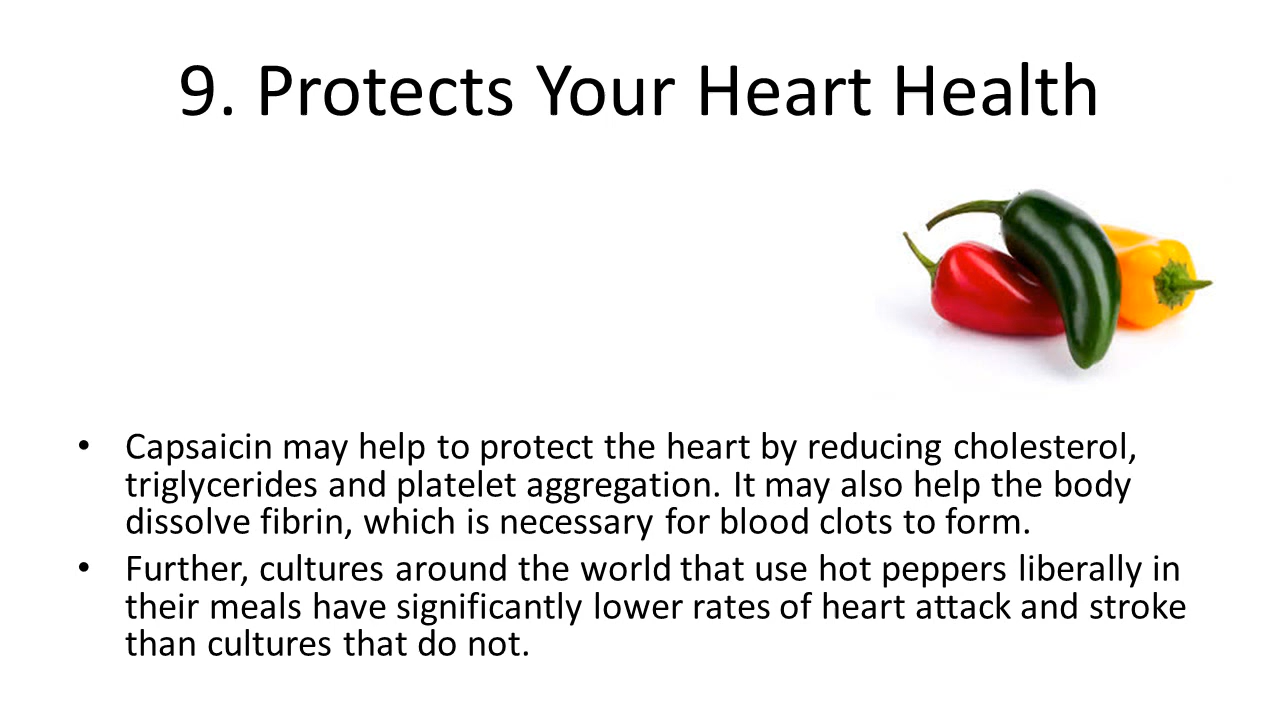 9. Protects Your Heart Health
• Capsaicin may help to protect the heart by reducing cholesterol,
triglycerides and platelet aggregation. It may also help the body
dissolve fibrin, which is necessary for blood clots to form.
• Further, cultures around the world that use hot peppers liberally in
their meals have significantly lower rates of heart attack and stroke
than cultures that do not.